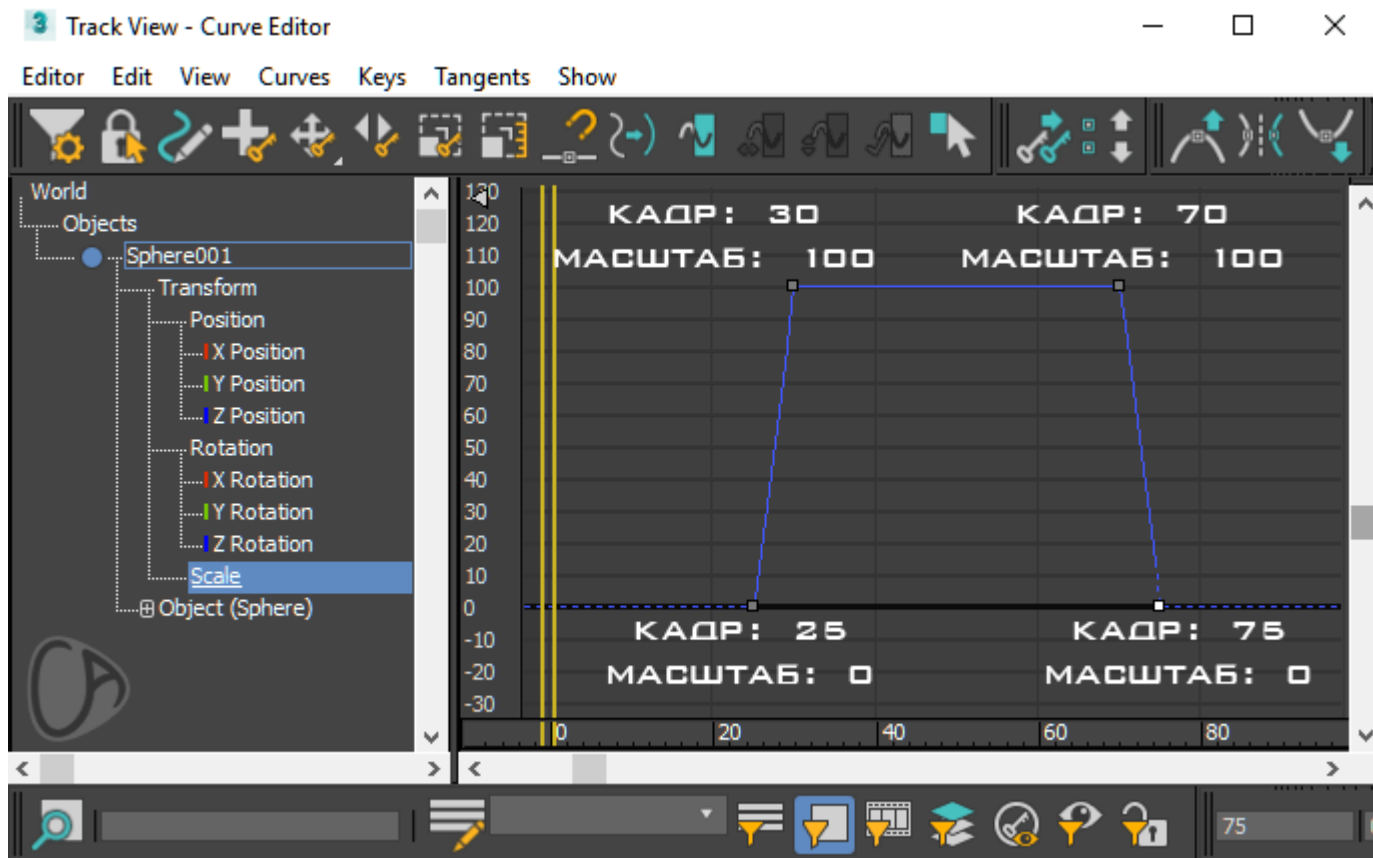 Track View - Curve Editor
Editor Edit View Curves Keys Tangents Show
World
Objects
Sphere001
Transform
Position
X Position
Y Position
Z Position
Rotation
X Rotation
Y Rotation
Z Rotation
Scale
Object (Sphere)
120
110
100
90
80
70
60
50
40
30
20
10
0
-10
-20
-30
КАДР: 30
МАСШТАБ: 100
КАДР: 70
МАСШТАБ: 100
КАДР: 25
МАСШТАБ: 0
КАДР: 75
МАСШТАБ: 0
0 20 40 60 80
75